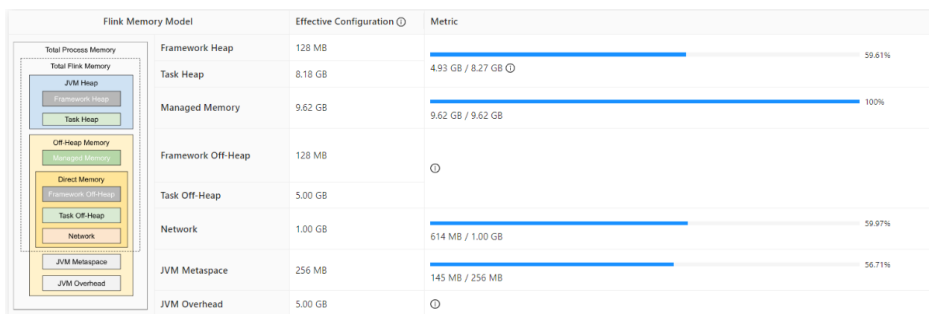 Flink Memory Model Effective Configuration Metric
Total Process Memory
Total Flink Memory
JVM Heap
Framework Heap
Task Heap
Off-Heap Memory
Managed Memory
Direct Memory
Framework Off-Heap
Task Off-Heap
Network
JVM Metaspace
JVM Overhead
Framework Heap 128 MB
59.61%
4.93 GB / 8.27 GB
Task Heap 8.18 GB
Managed Memory 9.62 GB
100%
9.62 GB / 9.62 GB
Framework Off-Heap 128 MB
Task Off-Heap 5.00 GB
Network 1.00 GB
59.97%
614 MB / 1.00 GB
JVM Metaspace 256 MB
56.71%
145 MB / 256 MB
JVM Overhead 5.00 GB